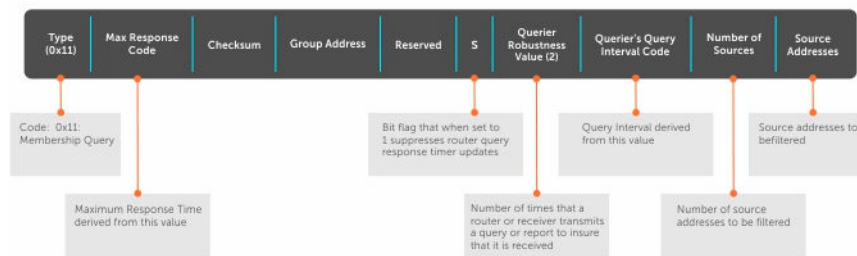 Type
(0x11)
Max Response
Code
Checksum
Group Address
Reserved
S
Querier
Robustness
Value (2)
Querier's Query
Interval Code
Number of
Sources
Source
Addresses
Code: 0x11:
Membership Query
Bit flag that when set to
1 suppresses router query
response timer updates
Query Interval derived
from this value
Source addresses to
befiltered
Maximum Response Time
derived from this value
Number of times that a
router or receiver transmits
a query or report to insure
that it is received
Number of source
addresses to be filtered